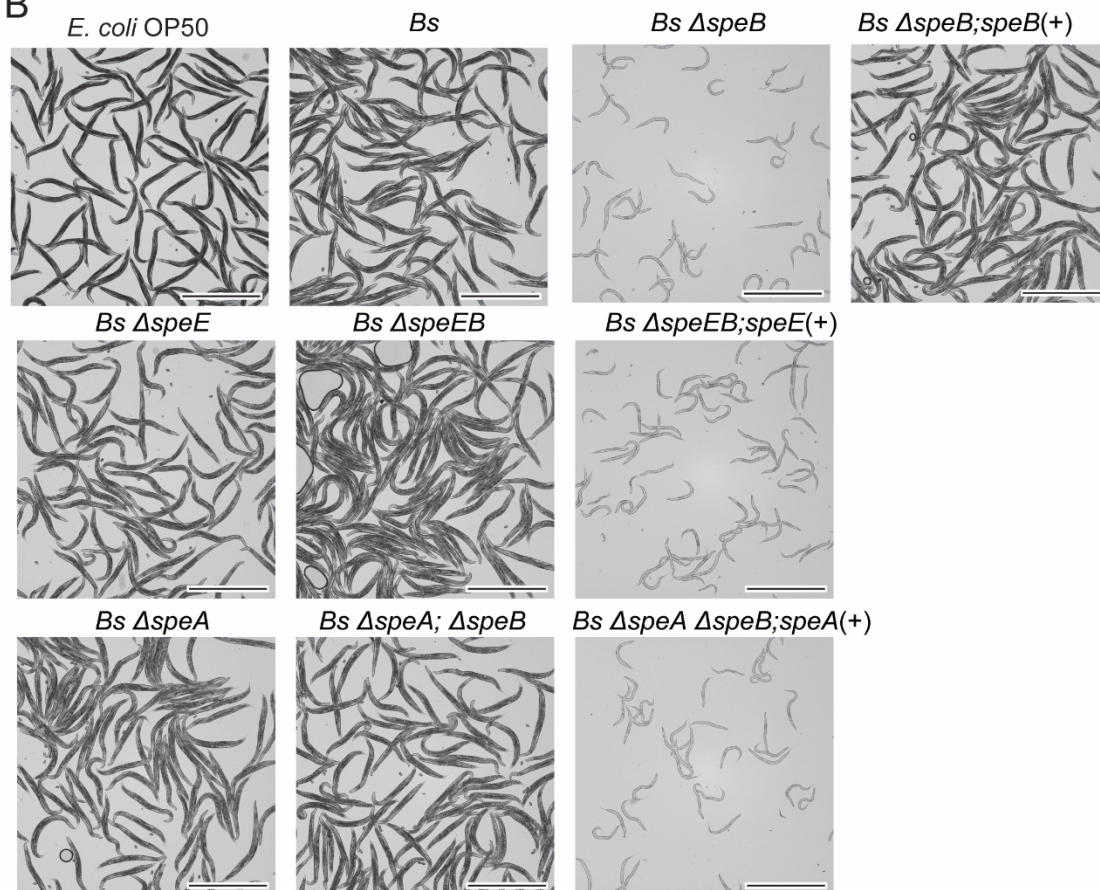 B
E. coli OP50
Bs
Bs ΔspeB
Bs ΔspeB;speB(+)
Bs ΔspeE
Bs ΔspeEB
Bs ΔspeEB;speE(+)
Bs ΔspeA
Bs ΔspeA; ΔspeB
Bs ΔspeA ΔspeB;speA(+)